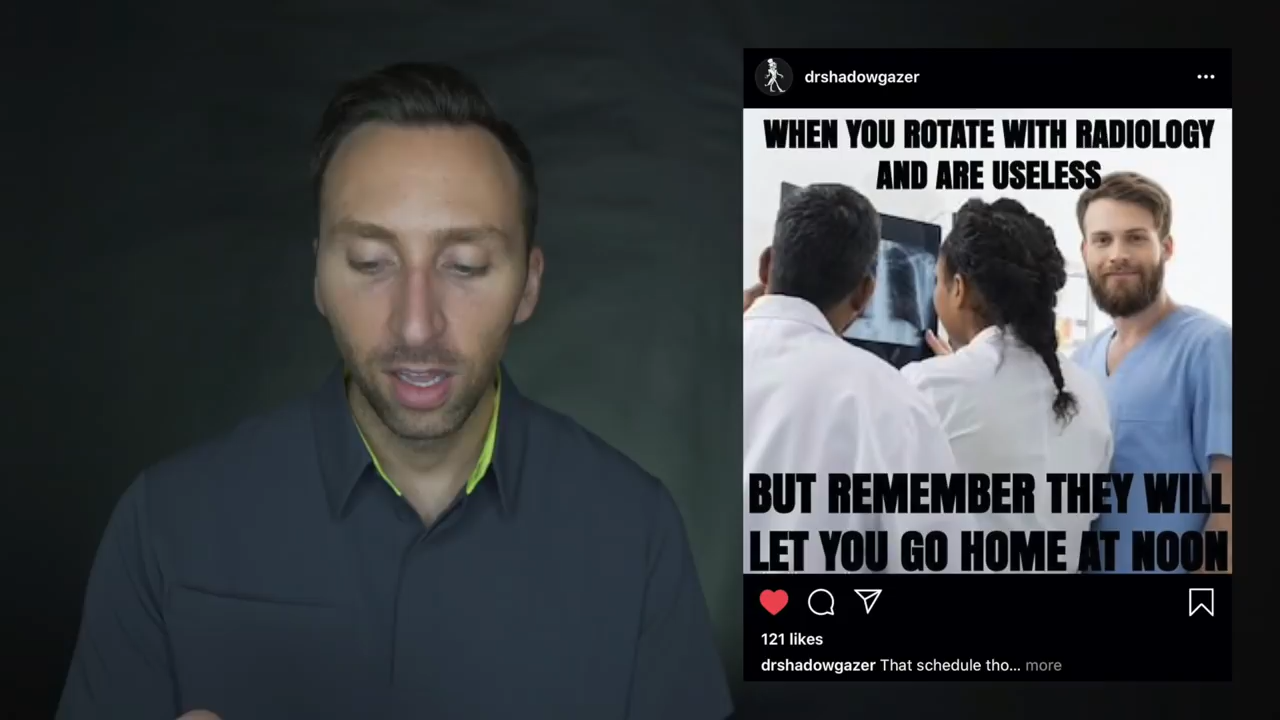 drshadowgazer
WHEN YOU ROTATE WITH RADIOLOGY
AND ARE USELESS
BUT REMEMBER THEY WILL
LET YOU GO HOME AT NOON
121 likes
drshadowgazer That schedule tho... more